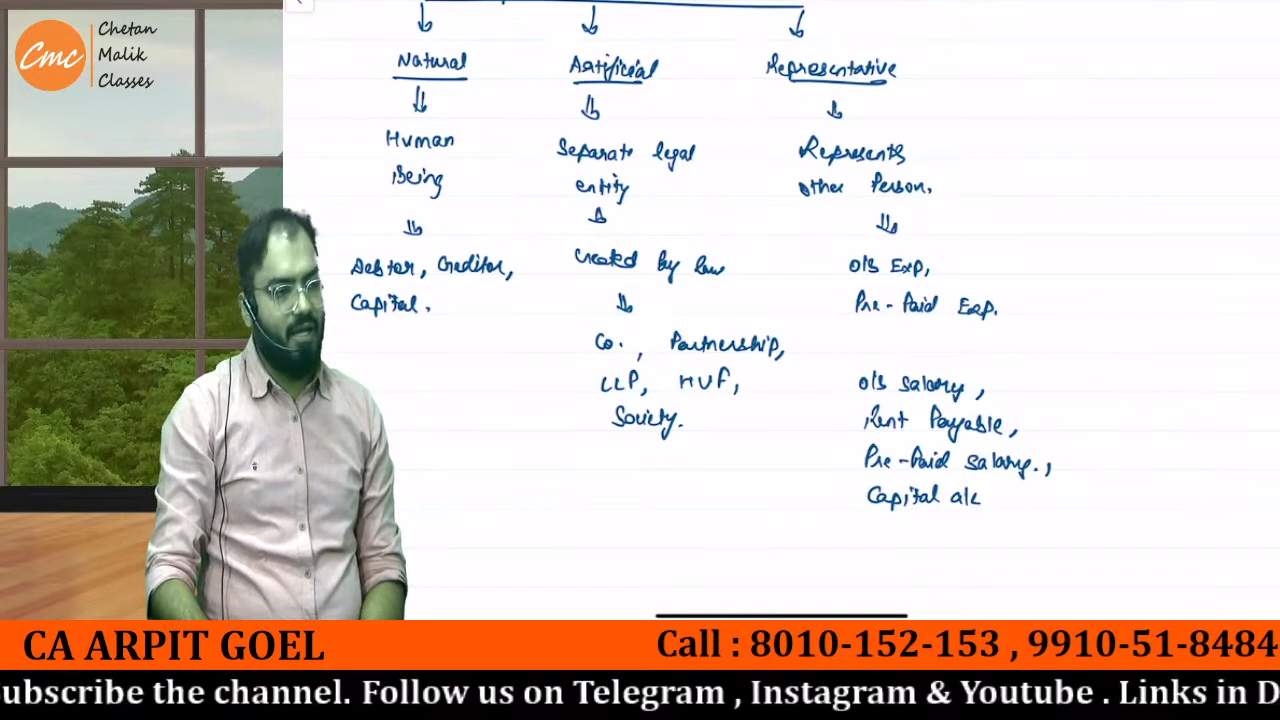 Chetan
Malik
Classes
cmc
Natural
Human
Being
Debtor, Creditor,
Capital.
Artificial
Separate legal
entity
created by law
Co., Partnership,
LLP, HUF,
Society.
Representative
Represents
other Person.
O/s Exp,
Pre-Paid Exp.
O/s salary,
Rent Payable,
Pre-Paid salary.,
Capital a/c
CA ARPIT GOEL
Call : 8010-152-153 , 9910-51-8484
ubscribe the channel. Follow us on Telegram , Instagram & Youtube . Links in D